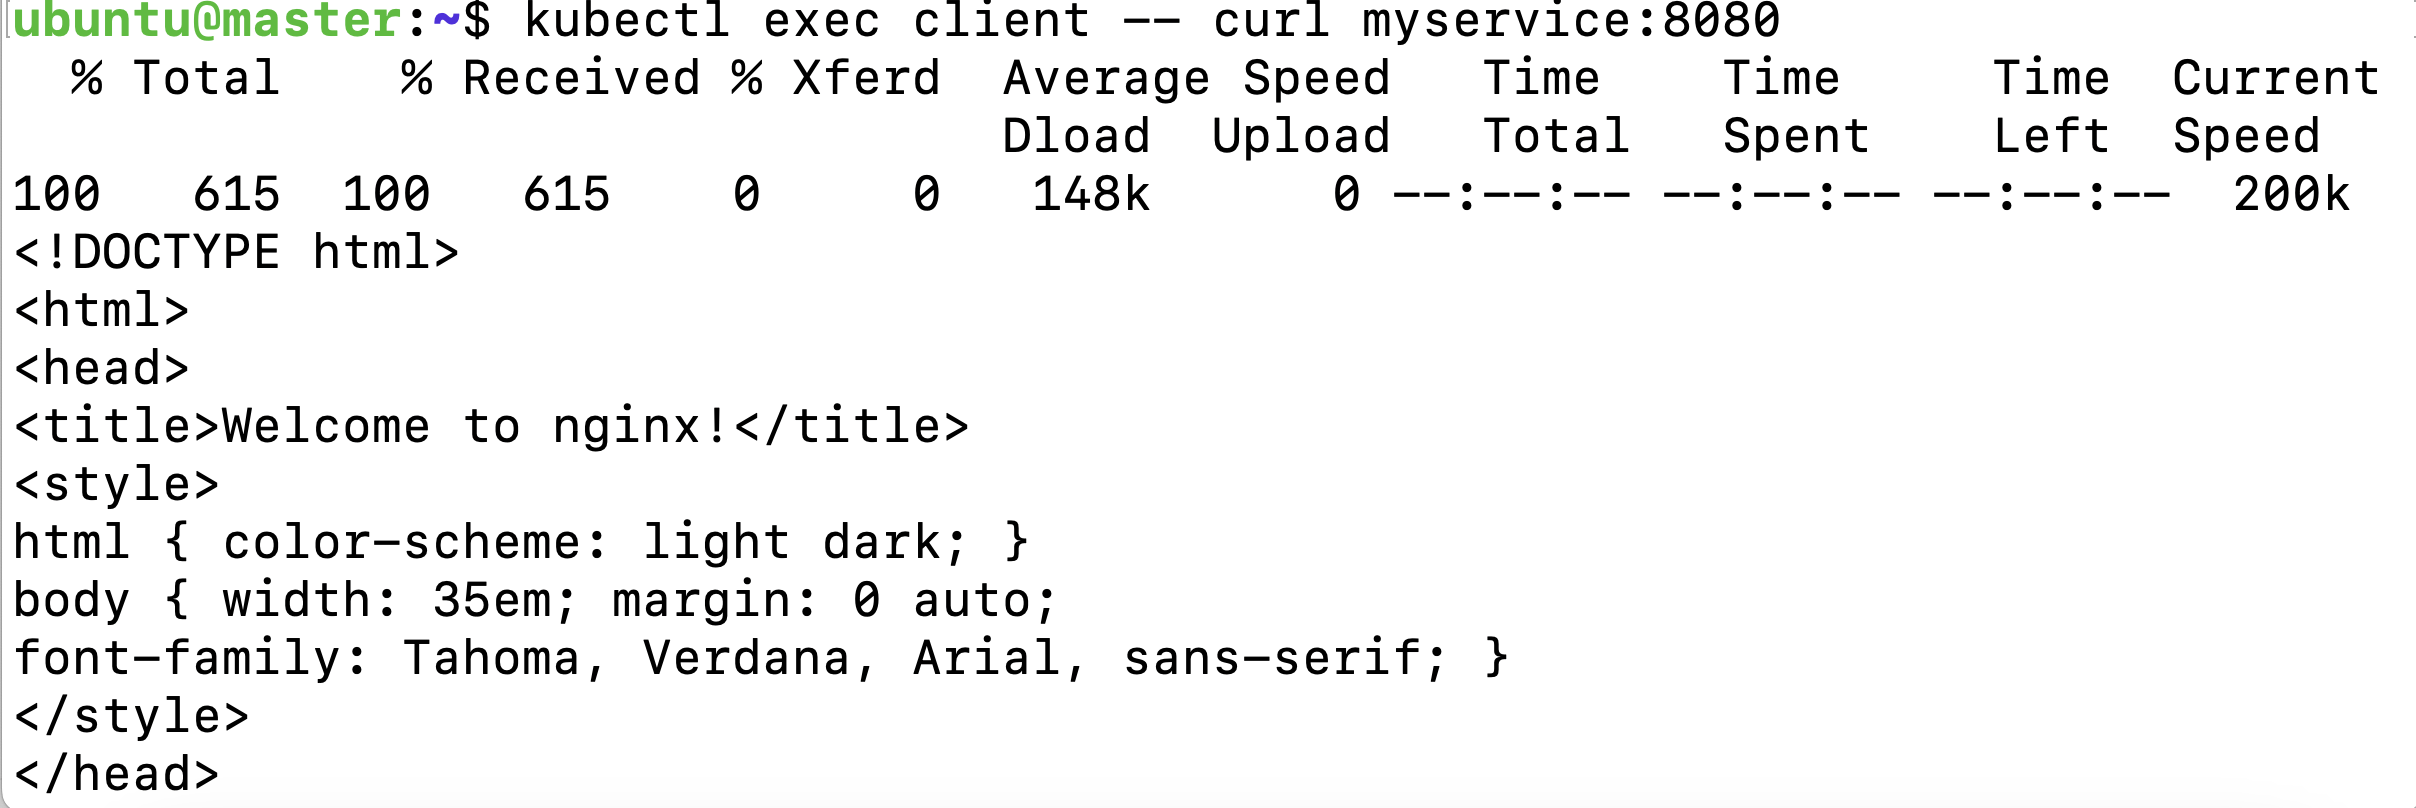 ubuntu@master:~$ kubectl exec client -- curl myservice:8080
  % Total    % Received % Xferd  Average Speed   Time    Time     Time  Current
                                 Dload  Upload   Total   Spent    Left  Speed
100   615  100   615    0     0   148k      0 --:--:-- --:--:-- --:--:--  200k
<!DOCTYPE html>
<html>
<head>
<title>Welcome to nginx!</title>
<style>
html { color-scheme: light dark; }
body { width: 35em; margin: 0 auto;
font-family: Tahoma, Verdana, Arial, sans-serif; }
</style>
</head>